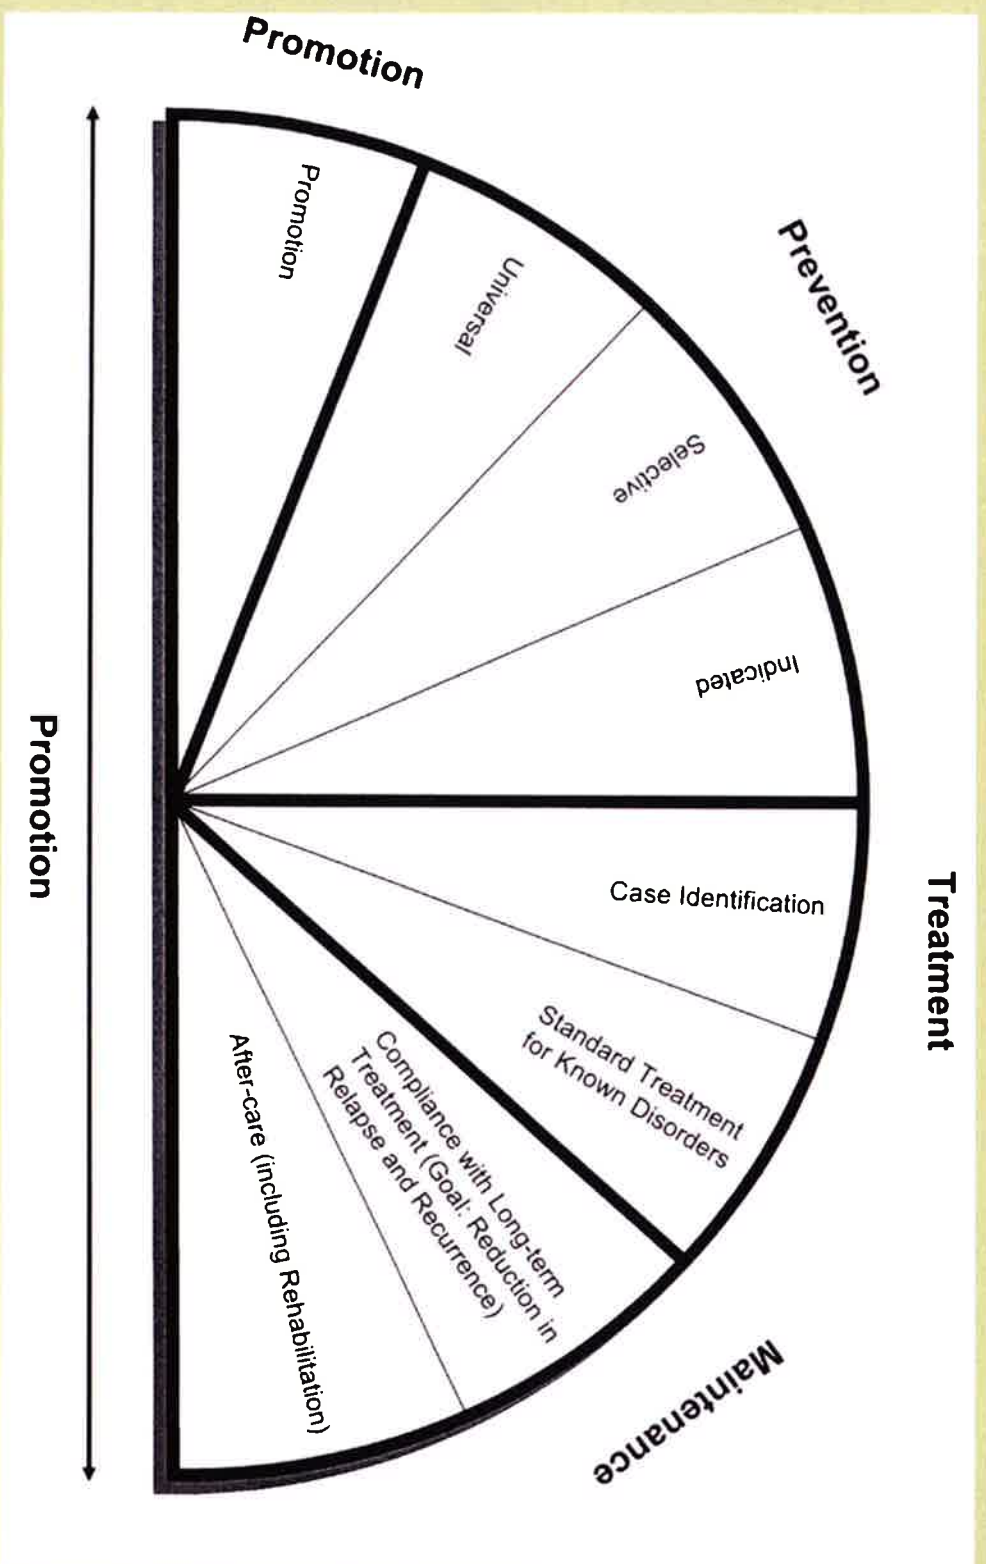 Promotion
Promotion
Prevention
Universal
Selective
Indicated
Treatment
Case Identification
Standard Treatment
for Known Disorders
Maintenance
Compliance with Long-term
Treatment (Goal: Reduction in
Relapse and Recurrence)
After-care (including Rehabilitation)
Promotion